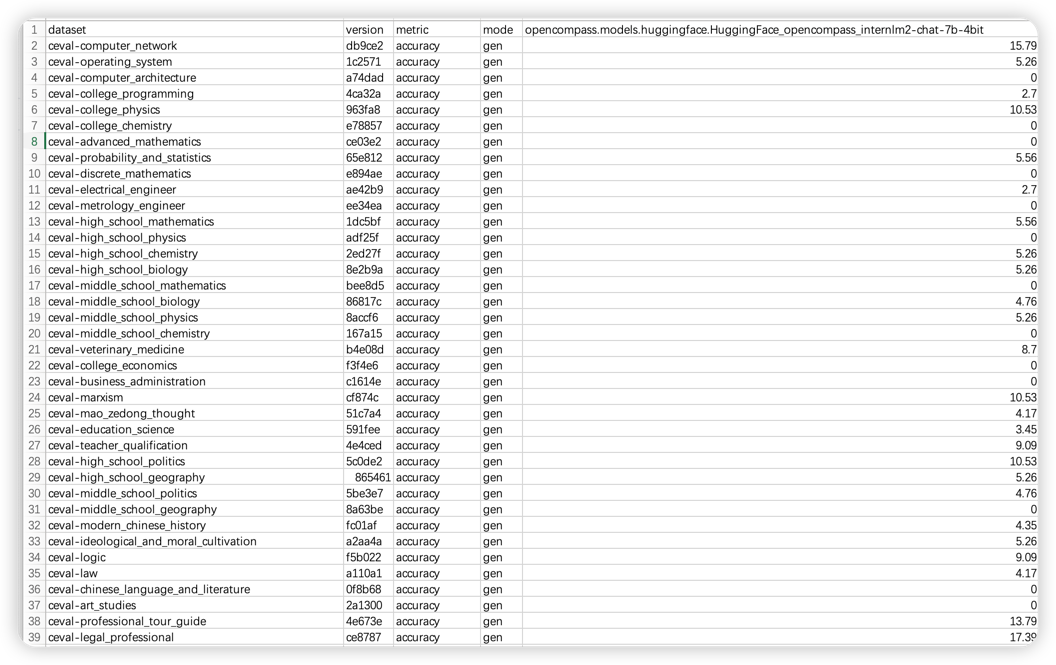 1 dataset version metric mode opencompass.models.huggingface.HuggingFace_opencompass_internlm2-chat-7b-4bit
2 ceval-computer_network db9ce2 accuracy gen 15.79
3 ceval-operating_system 1c2571 accuracy gen 5.26
4 ceval-computer_architecture a74dad accuracy gen 0
5 ceval-college_programming 4ca32a accuracy gen 2.7
6 ceval-college_physics 963fa8 accuracy gen 10.53
7 ceval-college_chemistry e78857 accuracy gen 0
8 ceval-advanced_mathematics ce03e2 accuracy gen 0
9 ceval-probability_and_statistics 65e812 accuracy gen 5.56
10 ceval-discrete_mathematics e894ae accuracy gen 0
11 ceval-electrical_engineer ae42b9 accuracy gen 2.7
12 ceval-metrology_engineer ee34ea accuracy gen 0
13 ceval-high_school_mathematics 1dc5bf accuracy gen 5.56
14 ceval-high_school_physics adf25f accuracy gen 0
15 ceval-high_school_chemistry 2ed27f accuracy gen 5.26
16 ceval-high_school_biology 8e2b9a accuracy gen 5.26
17 ceval-middle_school_mathematics bee8d5 accuracy gen 0
18 ceval-middle_school_biology 86817c accuracy gen 4.76
19 ceval-middle_school_physics 8accf6 accuracy gen 5.26
20 ceval-middle_school_chemistry 167a15 accuracy gen 0
21 ceval-veterinary_medicine b4e08d accuracy gen 8.7
22 ceval-college_economics f3f4e6 accuracy gen 0
23 ceval-business_administration c1614e accuracy gen 0
24 ceval-marxism cf874c accuracy gen 10.53
25 ceval-mao_zedong_thought 51c7a4 accuracy gen 4.17
26 ceval-education_science 591fee accuracy gen 3.45
27 ceval-teacher_qualification 4e4ced accuracy gen 9.09
28 ceval-high_school_politics 5c0de2 accuracy gen 10.53
29 ceval-high_school_geography 865461 accuracy gen 5.26
30 ceval-middle_school_politics 5be3e7 accuracy gen 4.76
31 ceval-middle_school_geography 8a63be accuracy gen 0
32 ceval-modern_chinese_history fc01af accuracy gen 4.35
33 ceval-ideological_and_moral_cultivation a2aa4a accuracy gen 5.26
34 ceval-logic f5b022 accuracy gen 9.09
35 ceval-law a110a1 accuracy gen 4.17
36 ceval-chinese_language_and_literature 0f8b68 accuracy gen 0
37 ceval-art_studies 2a1300 accuracy gen 0
38 ceval-professional_tour_guide 4e673e accuracy gen 13.79
39 ceval-legal_professional ce8787 accuracy gen 17.39